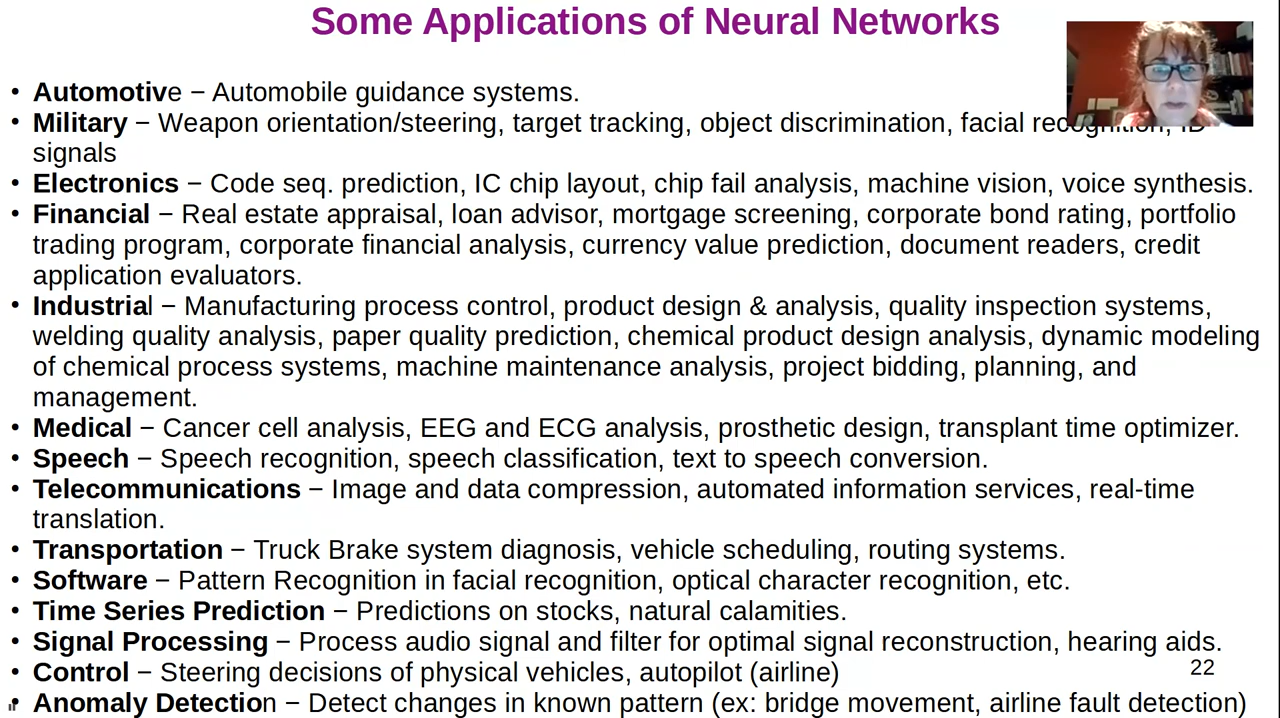 Some Applications of Neural Networks
• Automotive − Automobile guidance systems.
• Military − Weapon orientation/steering, target tracking, object discrimination, facial recognition, ID
signals
• Electronics − Code seq. prediction, IC chip layout, chip fail analysis, machine vision, voice synthesis.
• Financial − Real estate appraisal, loan advisor, mortgage screening, corporate bond rating, portfolio
trading program, corporate financial analysis, currency value prediction, document readers, credit
application evaluators.
• Industrial − Manufacturing process control, product design & analysis, quality inspection systems,
welding quality analysis, paper quality prediction, chemical product design analysis, dynamic modeling
of chemical process systems, machine maintenance analysis, project bidding, planning, and
management.
• Medical − Cancer cell analysis, EEG and ECG analysis, prosthetic design, transplant time optimizer.
• Speech − Speech recognition, speech classification, text to speech conversion.
• Telecommunications − Image and data compression, automated information services, real-time
translation.
• Transportation − Truck Brake system diagnosis, vehicle scheduling, routing systems.
• Software − Pattern Recognition in facial recognition, optical character recognition, etc.
• Time Series Prediction − Predictions on stocks, natural calamities.
• Signal Processing − Process audio signal and filter for optimal signal reconstruction, hearing aids.
• Control − Steering decisions of physical vehicles, autopilot (airline)
22
• Anomaly Detection − Detect changes in known pattern (ex: bridge movement, airline fault detection)